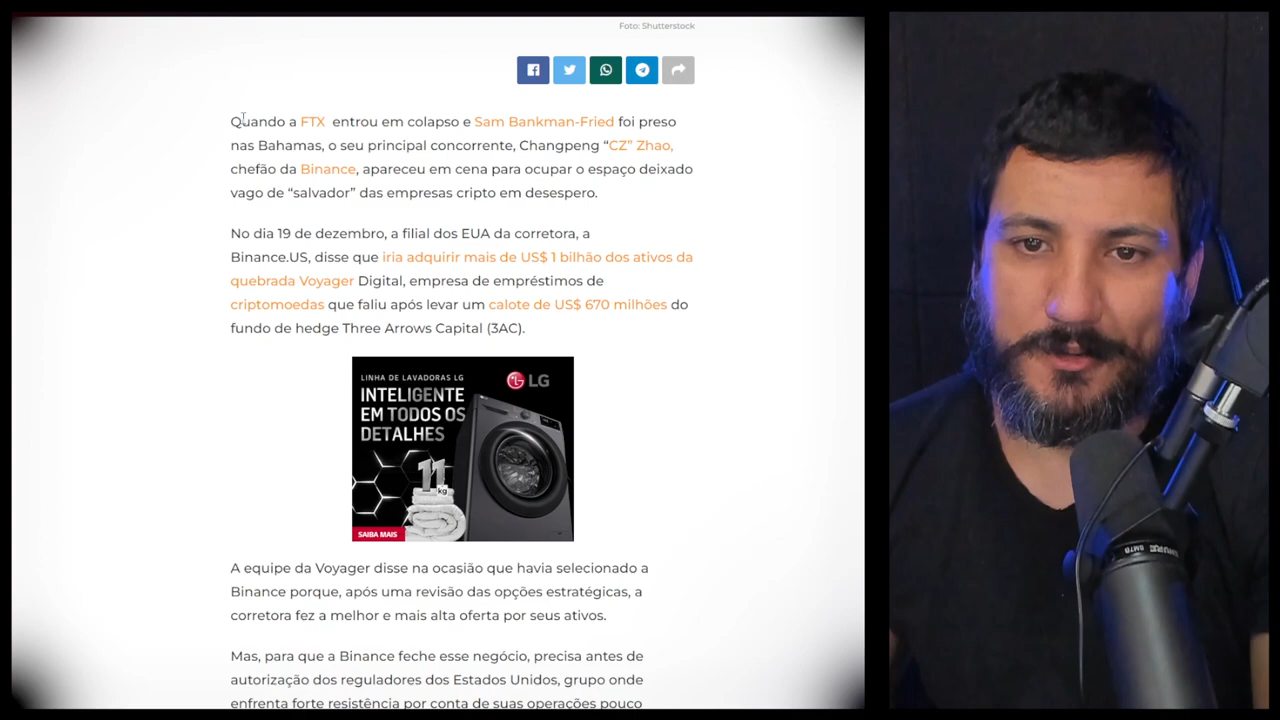 Foto: Shutterstock
Quando a FTX entrou em colapso e Sam Bankman-Fried foi preso
nas Bahamas, o seu principal concorrente, Changpeng “CZ” Zhao,
chefão da Binance, apareceu em cena para ocupar o espaço deixado
vago de “salvador” das empresas cripto em desespero.
No dia 19 de dezembro, a filial dos EUA da corretora, a
Binance.US, disse que iria adquirir mais de US$ 1 bilhão dos ativos da
quebrada Voyager Digital, empresa de empréstimos de
criptomoedas que faliu após levar um calote de US$ 670 milhões do
fundo de hedge Three Arrows Capital (3AC).
LINHA DE LAVADORAS LG
LG
INTELIGENTE
EM TODOS OS
DETALHES
11
kg
SAIBA MAIS
A equipe da Voyager disse na ocasião que havia selecionado a
Binance porque, após uma revisão das opções estratégicas, a
corretora fez a melhor e mais alta oferta por seus ativos.
Mas, para que a Binance feche esse negócio, precisa antes de
autorização dos reguladores dos Estados Unidos, grupo onde
enfrenta forte resistência por conta de suas operações pouco
SHURE SM7B